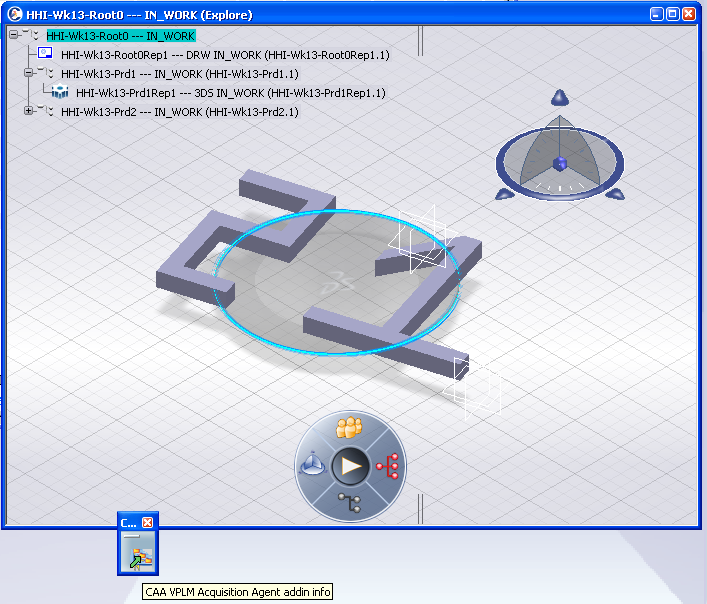 HHI-Wk13-Root0 --- IN_WORK (Explore)
HHI-Wk13-Root0 --- IN_WORK
HHI-Wk13-Root0Rep1 --- DRW IN_WORK (HHI-Wk13-Root0Rep1.1)
HHI-Wk13-Prd1 --- IN_WORK (HHI-Wk13-Prd1.1)
HHI-Wk13-Prd1Rep1 --- 3DS IN_WORK (HHI-Wk13-Prd1Rep1.1)
HHI-Wk13-Prd2 --- IN_WORK (HHI-Wk13-Prd2.1)
C...
CAA VPLM Acquisition Agent addin info